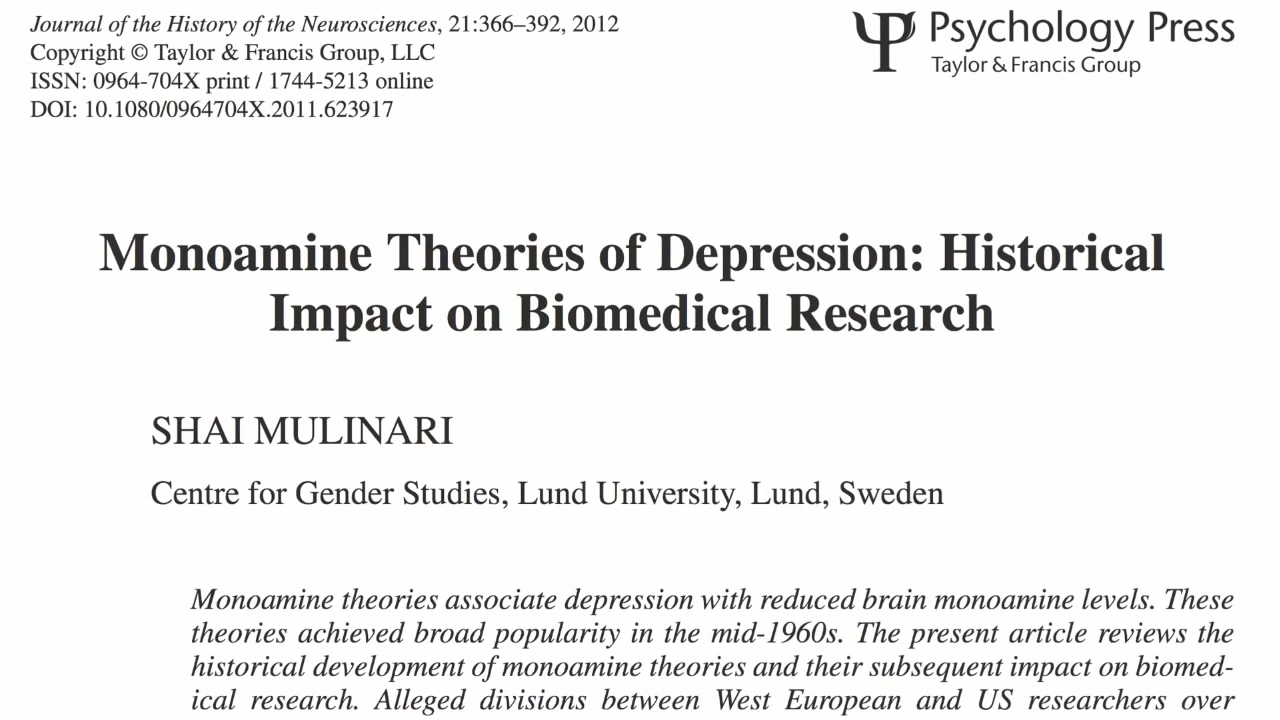 Journal of the History of the Neurosciences, 21:366–392, 2012
Copyright © Taylor & Francis Group, LLC
ISSN: 0964-704X print / 1744-5213 online
DOI: 10.1080/0964704X.2011.623917
Psychology Press
Taylor & Francis Group
Monoamine Theories of Depression: Historical
Impact on Biomedical Research
SHAI MULINARI
Centre for Gender Studies, Lund University, Lund, Sweden
Monoamine theories associate depression with reduced brain monoamine levels. These
theories achieved broad popularity in the mid-1960s. The present article reviews the
historical development of monoamine theories and their subsequent impact on biomed-
ical research. Alleged divisions between West European and US researchers over